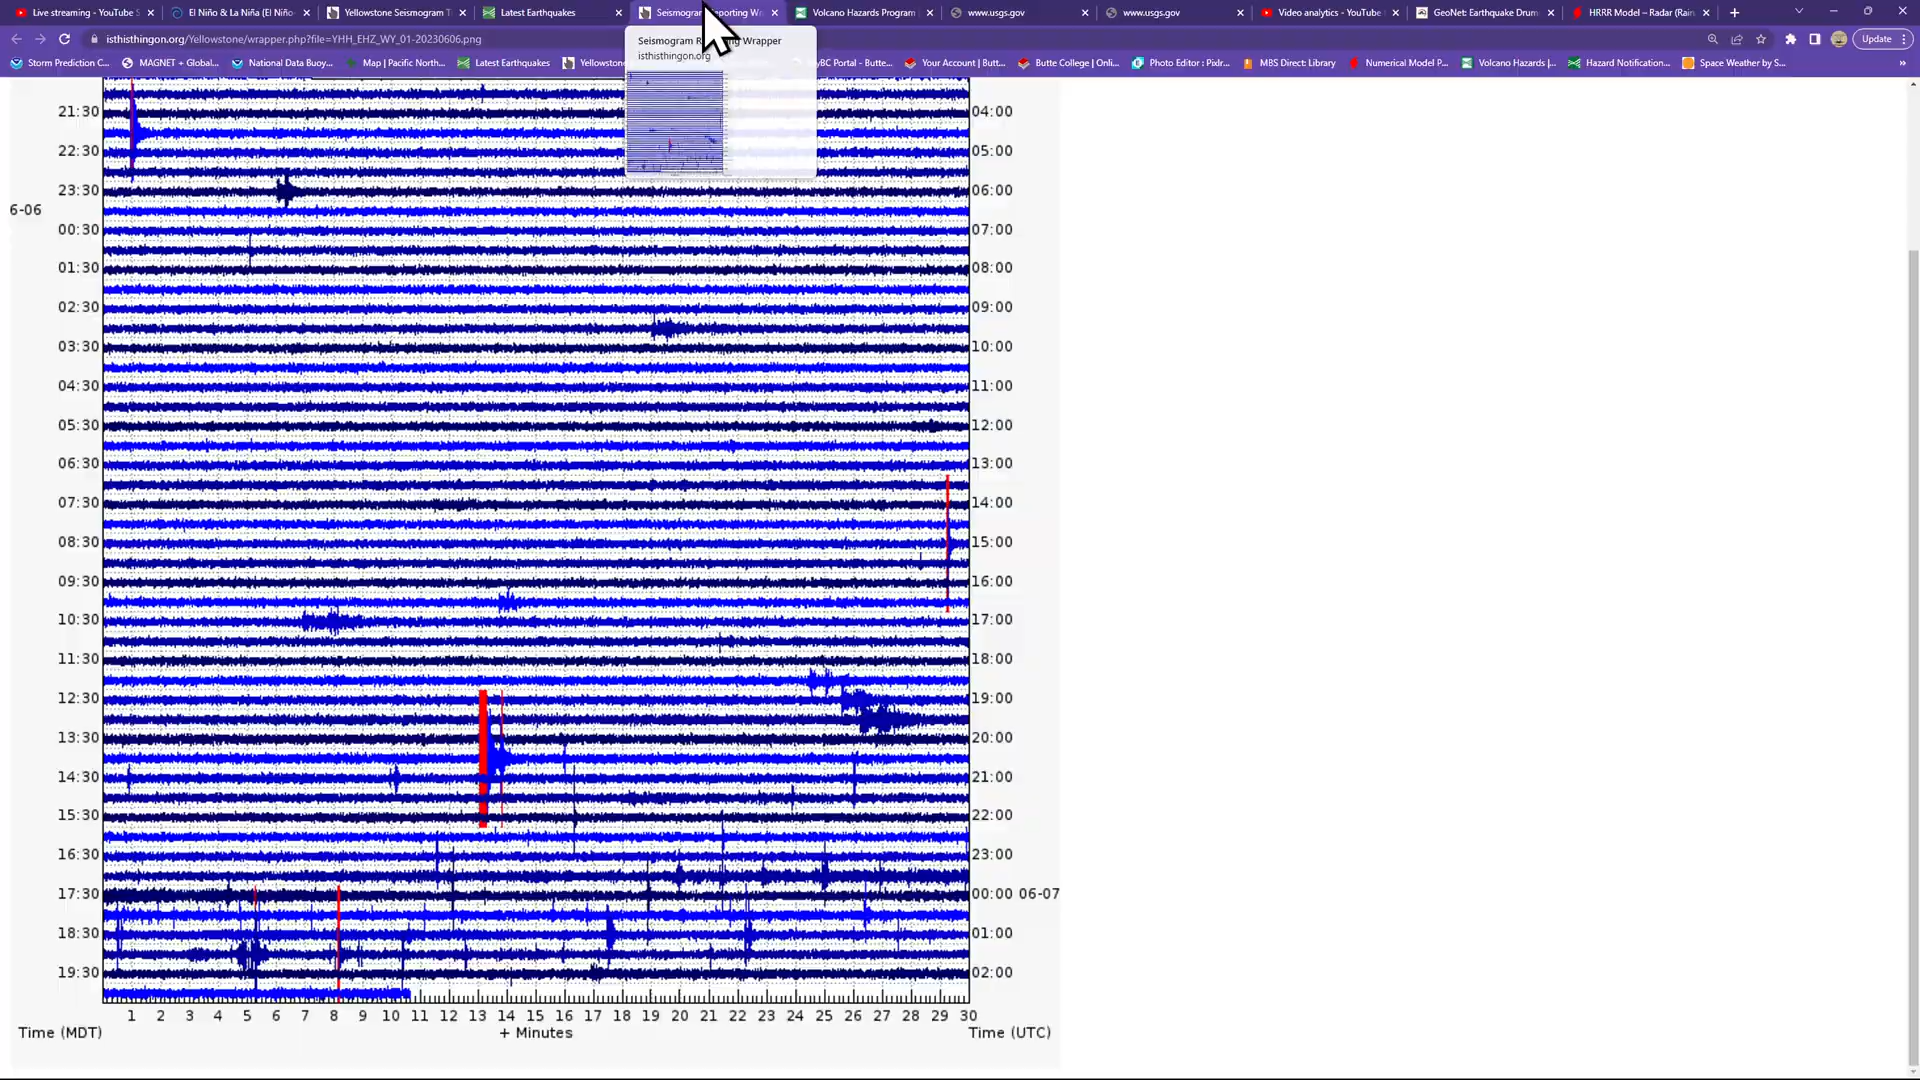 Live streaming - YouTube S
El Niño & La Niña (El Niño
Yellowstone Seismogram T
Latest Earthquakes
Seismogram Reporting W
Volcano Hazards Program
www.usgs.gov
www.usgs.gov
Video analytics - YouTube
GeoNet: Earthquake Drum
HRRR Model – Radar (Rain
isthisthingon.org/Yellowstone/wrapper.php?file=YHH_EHZ_WY_01-20230606.png
Update
Seismogram R Wrapper
isthisthingon.org
Storm Prediction C...
MAGNET + Global...
National Data Buoy...
Map | Pacific North...
Latest Earthquakes
Yellowston
BC Portal - Butte...
Your Account | Butt...
Butte College | Onli...
Photo Editor : Pixlr...
MBS Direct Library
Numerical Model P...
Volcano Hazards |...
Hazard Notification...
Space Weather by S...
»
21:30 04:00
22:30 05:00
23:30 06:00
6-06
00:30 07:00
01:30 08:00
02:30 09:00
03:30 10:00
04:30 11:00
05:30 12:00
06:30 13:00
07:30 14:00
08:30 15:00
09:30 16:00
10:30 17:00
11:30 18:00
12:30 19:00
13:30 20:00
14:30 21:00
15:30 22:00
16:30 23:00
17:30 00:00 06-07
18:30 01:00
19:30 02:00
1 2 3 4 5 6 7 8 9 10 11 12 13 14 15 16 17 18 19 20 21 22 23 24 25 26 27 28 29 30
Time (MDT) + Minutes Time (UTC)